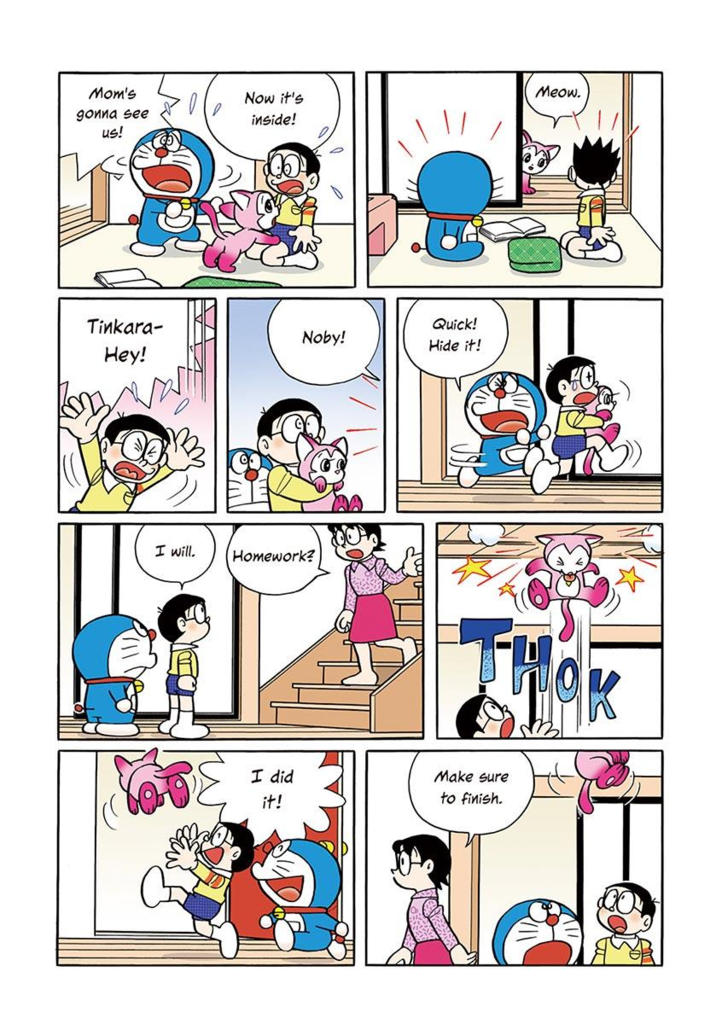 Mom's
gonna see
us!
Now it's
inside!
Meow.
Tinkara-
Hey!
Noby!
Quick!
Hide it!
I will.
Homework?
THOK
I did
it!
Make sure
to finish.